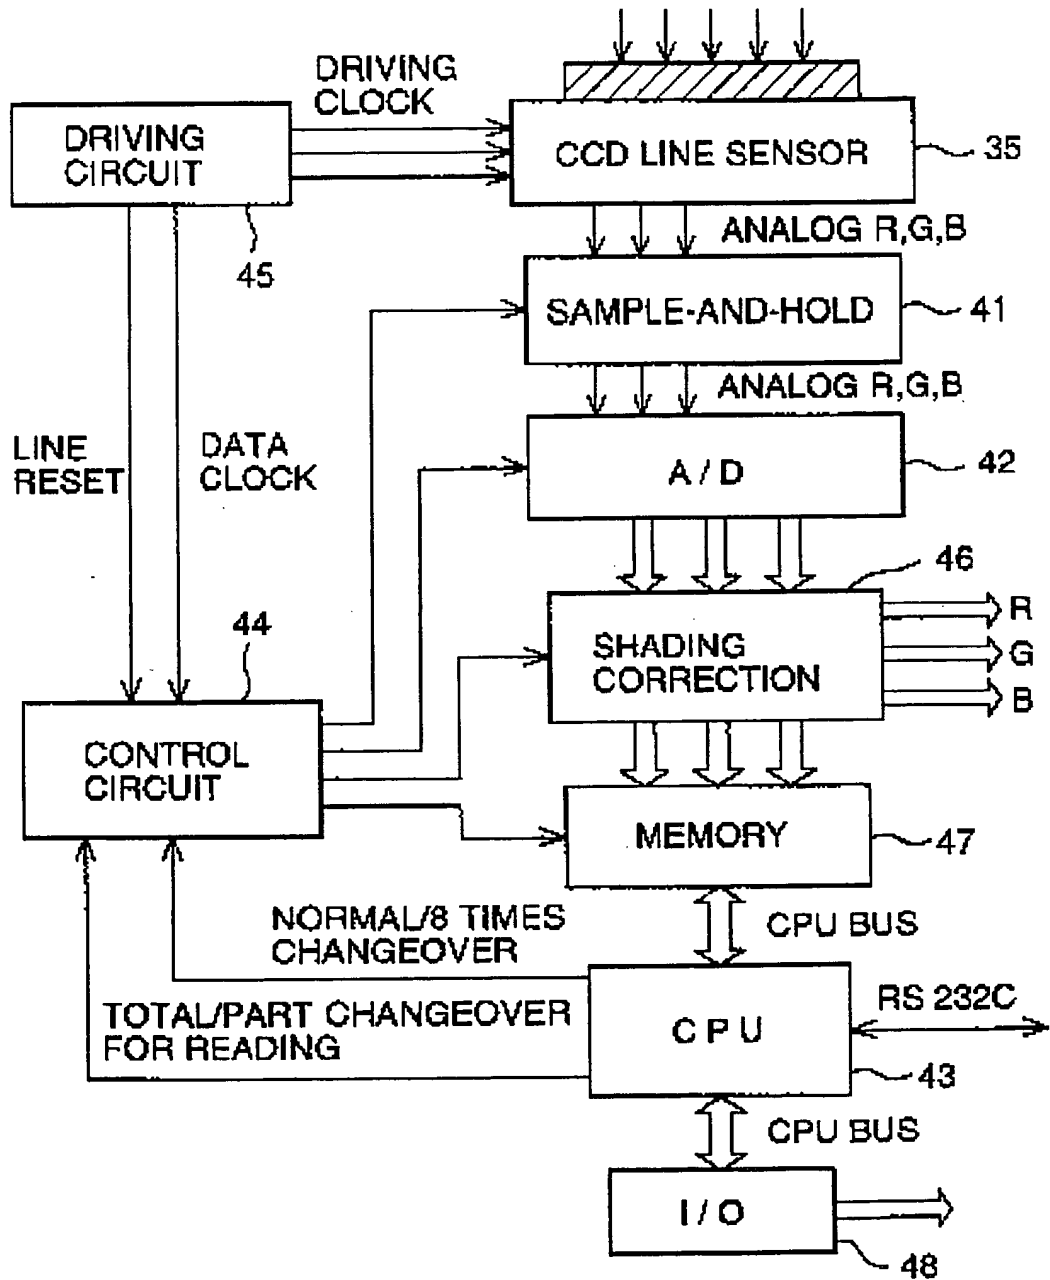 DRIVING
CLOCK
DRIVING
CIRCUIT
CCD LINE SENSOR
35
45
ANALOG R,G,B
SAMPLE-AND-HOLD
41
ANALOG R,G,B
LINE
RESET
DATA
CLOCK
A / D
42
46
44
SHADING
CORRECTION
R
G
B
CONTROL
CIRCUIT
MEMORY
47
NORMAL/8 TIMES
CHANGEOVER
CPU BUS
TOTAL/PART CHANGEOVER
FOR READING
CPU
RS 232C
43
CPU BUS
I / O
48